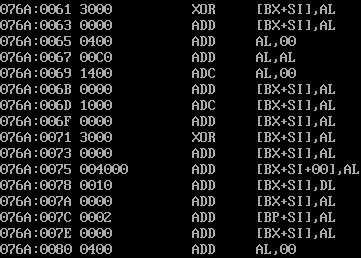 076A:0061 3000 XOR [BX+SI],AL
076A:0063 0000 ADD [BX+SI],AL
076A:0065 0400 ADD AL,00
076A:0067 00C0 ADD AL,AL
076A:0069 1400 ADC AL,00
076A:006B 0000 ADD [BX+SI],AL
076A:006D 1000 ADC [BX+SI],AL
076A:006F 0000 ADD [BX+SI],AL
076A:0071 3000 XOR [BX+SI],AL
076A:0073 0000 ADD [BX+SI],AL
076A:0075 004000 ADD [BX+SI+00],AL
076A:0078 0010 ADD [BX+SI],DL
076A:007A 0000 ADD [BX+SI],AL
076A:007C 0002 ADD [BP+SI],AL
076A:007E 0000 ADD [BX+SI],AL
076A:0080 0400 ADD AL,00